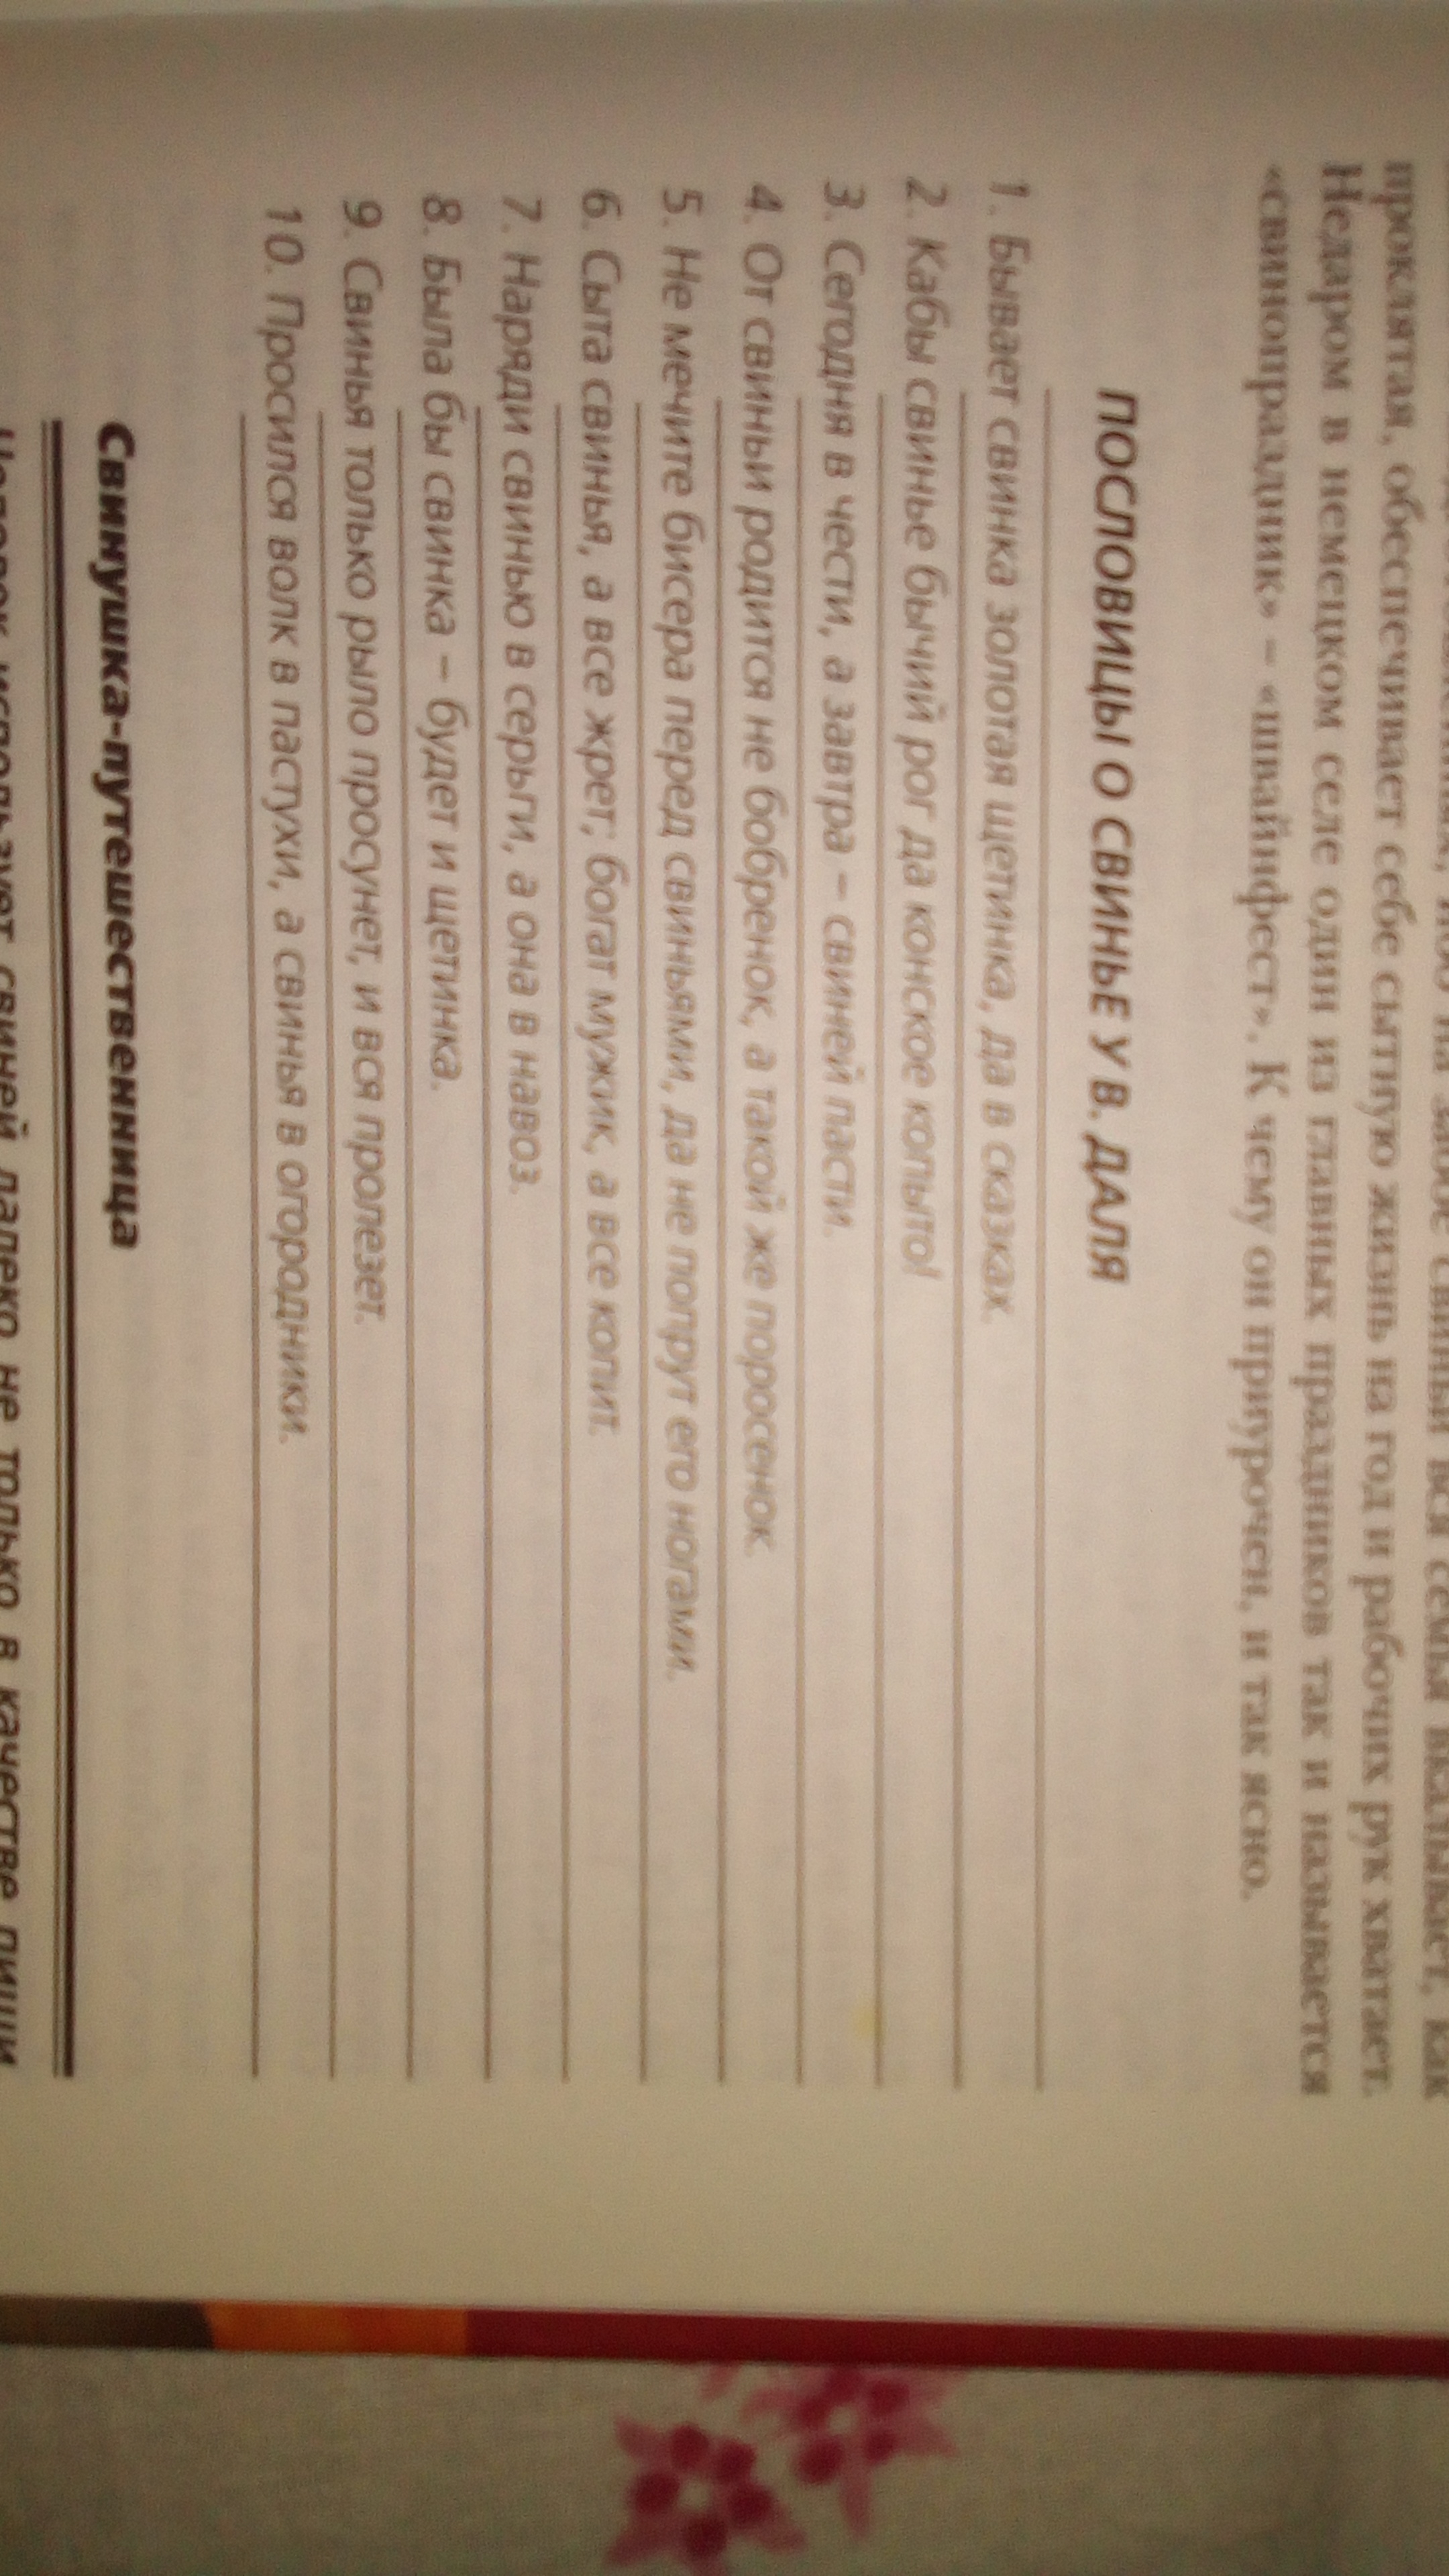 на забое свиньи вся семья вкалывает, как
проклятая, обеспечивает себе сытную жизнь на год и рабочих рук хватает.
Недаром в немецком селе один из главных праздников так и называется
«свинопраздник» – «швайнфест». К чему он приурочен, и так ясно.
ПОСЛОВИЦЫ О СВИНЬЕ У В. ДАЛЯ
1. Бывает свинка золотая щетинка, да в сказках.
2. Кабы свинье бычий рог да конское копыто!
3. Сегодня в чести, а завтра – свиней пасти.
4. От свиньи родится не бобренок, а такой же поросенок.
5. Не мечите бисера перед свиньями, да не попрут его ногами.
6. Сыта свинья, а все жрет; богат мужик, а все копит.
7. Наряди свинью в серьги, а она в навоз.
8. Была бы свинка – будет и щетинка.
9. Свинья только рыло просунет, и вся пролезет.
10. Просился волк в пастухи, а свинья в огородники.
Свинушка-путешественница
Человек использует свиней далеко не только в качестве пищи